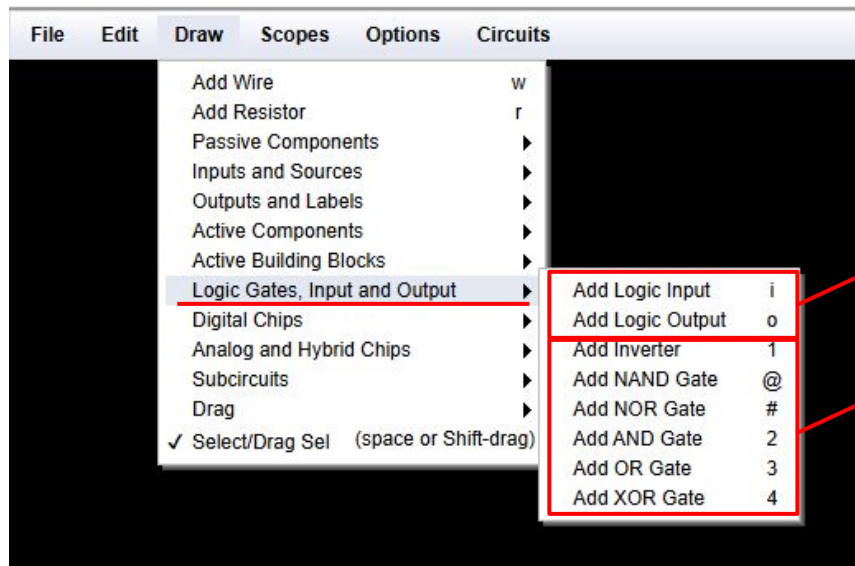 File Edit Draw Scopes Options Circuits
Add Wire w
Add Resistor r
Passive Components
Inputs and Sources
Outputs and Labels
Active Components
Active Building Blocks
Logic Gates, Input and Output
Digital Chips
Analog and Hybrid Chips
Subcircuits
Drag
✓ Select/Drag Sel (space or Shift-drag)
Add Logic Input i
Add Logic Output o
Add Inverter 1
Add NAND Gate @
Add NOR Gate #
Add AND Gate 2
Add OR Gate 3
Add XOR Gate 4